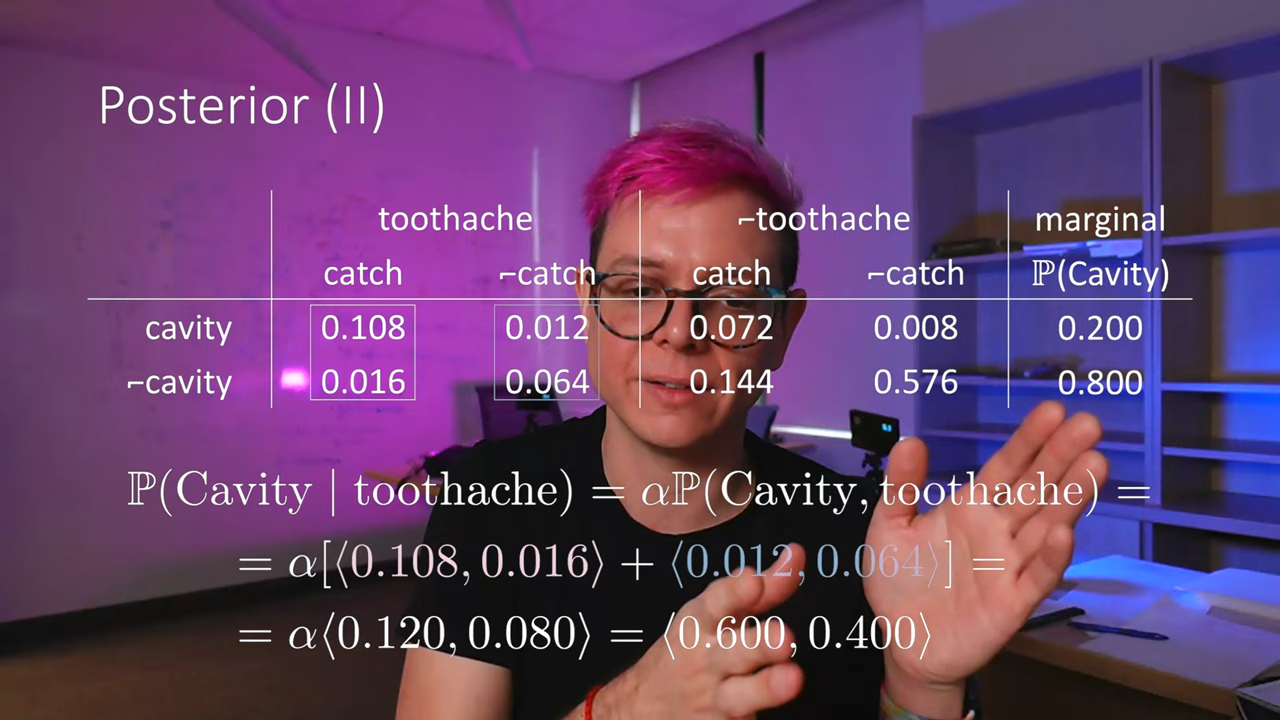 Posterior (II)
toothache ¬toothache marginal
catch ¬catch catch ¬catch ℙ(Cavity)
cavity 0.108 0.012 0.072 0.008 0.200
¬cavity 0.016 0.064 0.144 0.576 0.800
ℙ(Cavity | toothache) = αℙ(Cavity, toothache) =
= α[⟨0.108, 0.016⟩ + ⟨0.012, 0.064⟩] =
= α⟨0.120, 0.080⟩ = ⟨0.600, 0.400⟩